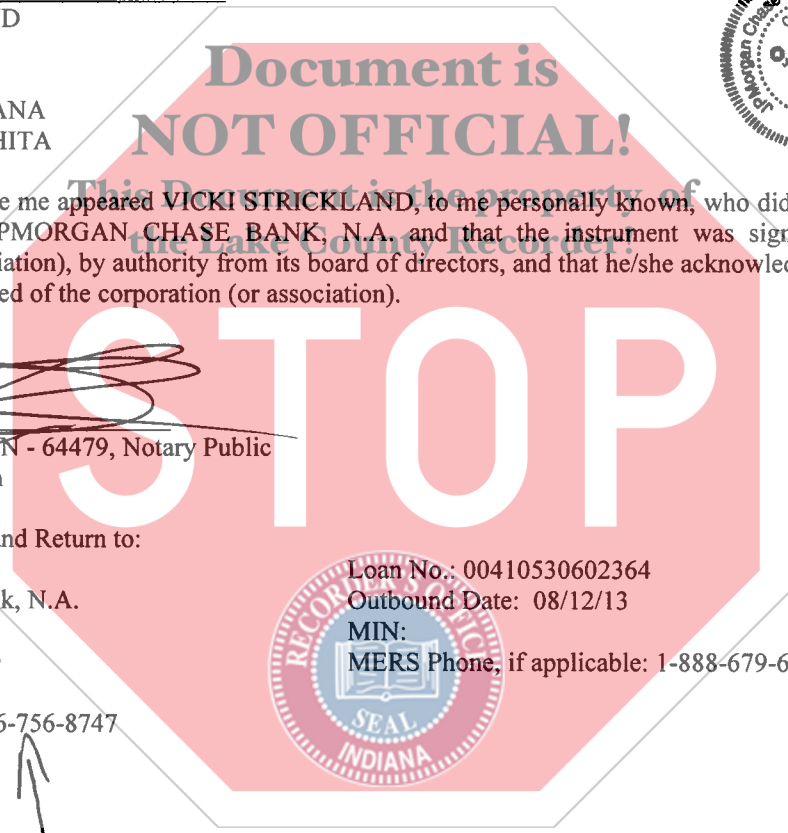 D
Document is
ANA
HITA
NOT OFFICIAL!
This Document is the property of
the Lake County Recorder!
e me appeared VICKI STRICKLAND, to me personally known, who did
PMORGAN CHASE BANK, N.A. and that the instrument was sign
iation), by authority from its board of directors, and that he/she acknowled
ed of the corporation (or association).
STOP
N - 64479, Notary Public
nd Return to:
Loan No.: 00410530602364
k, N.A.
Outbound Date: 08/12/13
MIN:
MERS Phone, if applicable: 1-888-679-6
6-756-8747
RECORDER'S OFFICE
SEAL
INDIANA
JPMorgan Chase